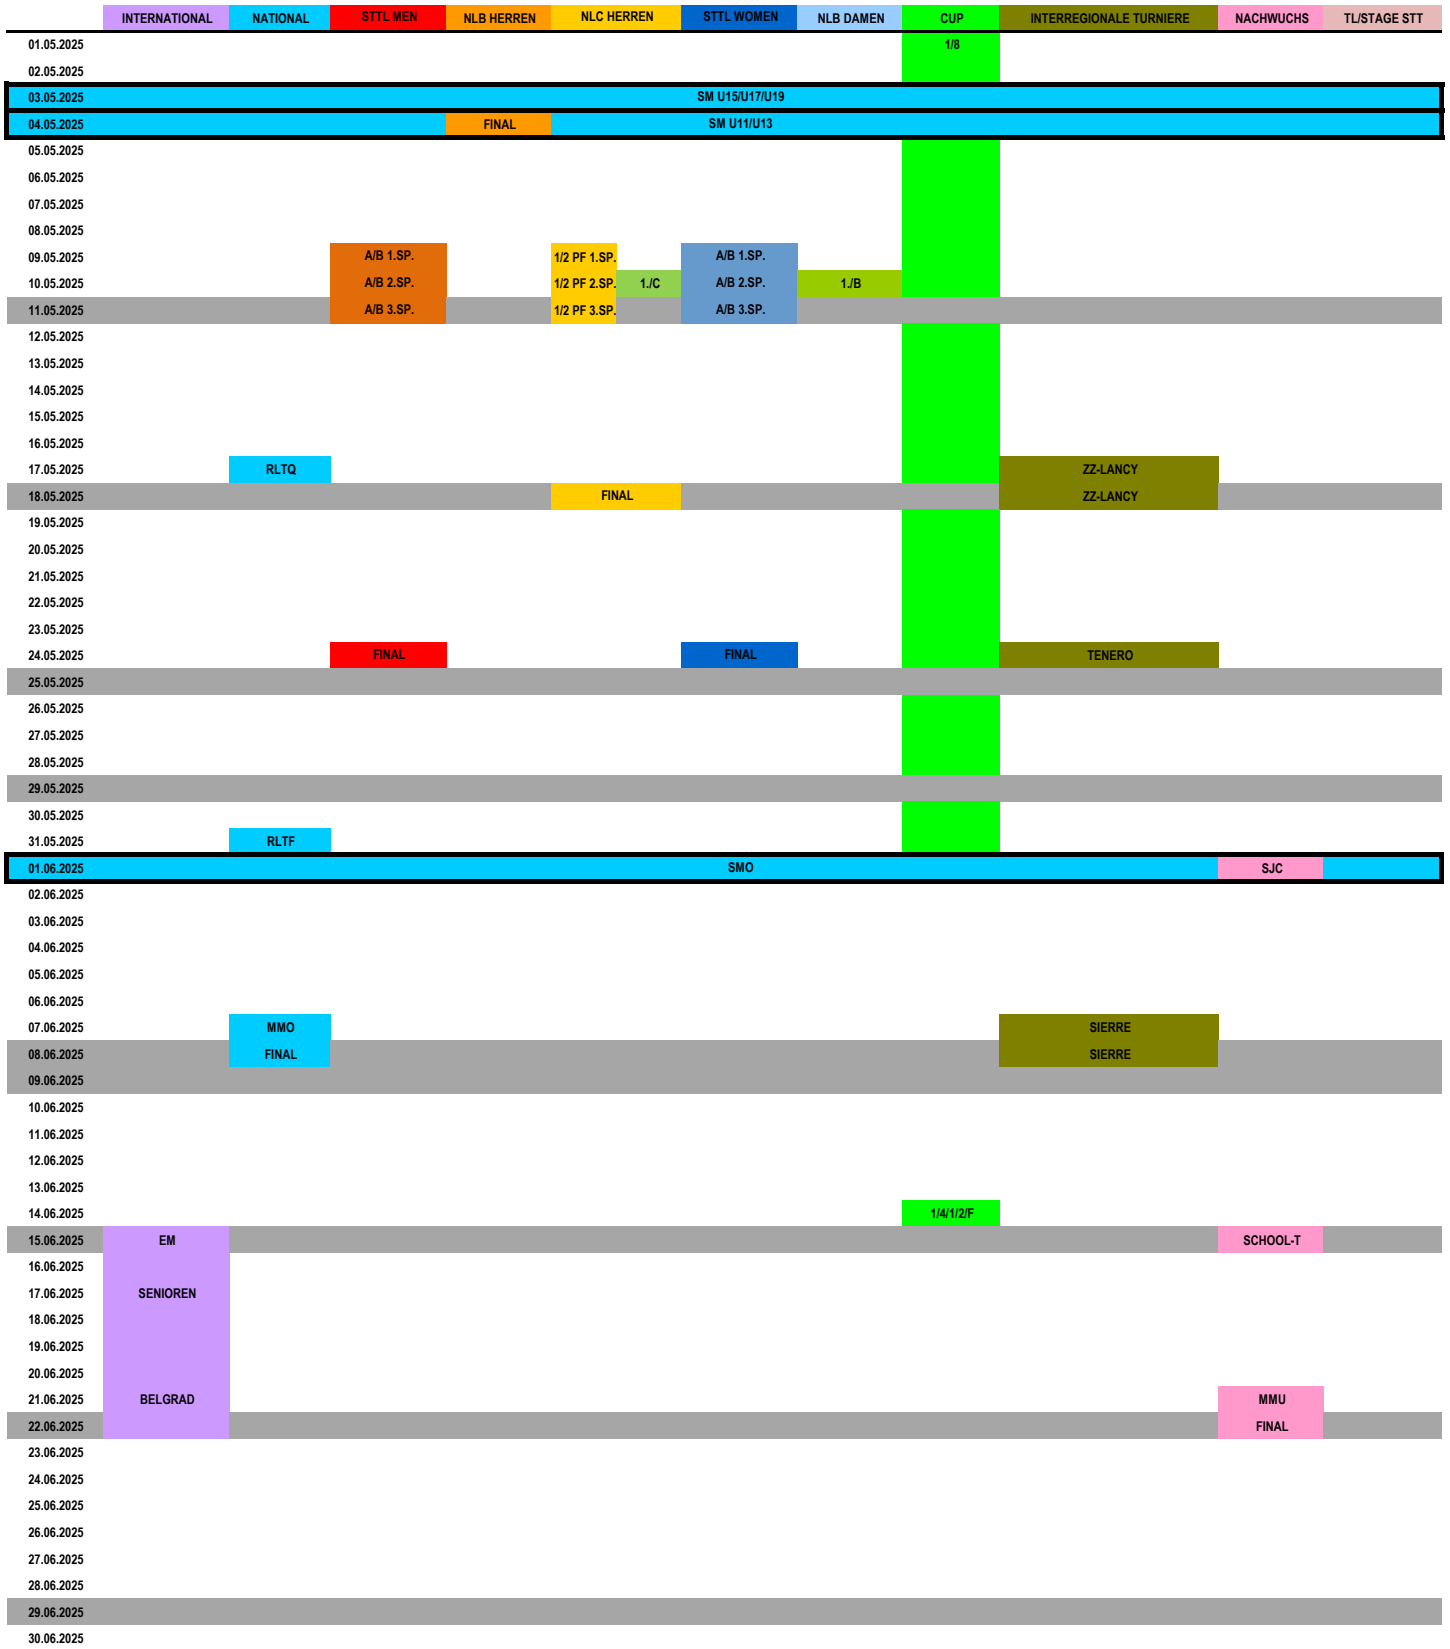 INTERNATIONAL NATIONAL STTL MEN NLB HERREN NLC HERREN STTL WOMEN NLB DAMEN CUP INTERREGIONALE TURNIERE NACHWUCHS TL/STAGE STT
01.05.2025 1/8
02.05.2025
03.05.2025 SM U15/U17/U19
04.05.2025 FINAL SM U11/U13
05.05.2025
06.05.2025
07.05.2025
08.05.2025
09.05.2025 A/B 1.SP. 1/2 PF 1.SP. A/B 1.SP.
10.05.2025 A/B 2.SP. 1/2 PF 2.SP. 1./C A/B 2.SP. 1./B
11.05.2025 A/B 3.SP. 1/2 PF 3.SP. A/B 3.SP.
12.05.2025
13.05.2025
14.05.2025
15.05.2025
16.05.2025
17.05.2025 RLTQ ZZ-LANCY
18.05.2025 FINAL ZZ-LANCY
19.05.2025
20.05.2025
21.05.2025
22.05.2025
23.05.2025
24.05.2025 FINAL FINAL TENERO
25.05.2025
26.05.2025
27.05.2025
28.05.2025
29.05.2025
30.05.2025
31.05.2025 RLTF
01.06.2025 SMO SJC
02.06.2025
03.06.2025
04.06.2025
05.06.2025
06.06.2025
07.06.2025 MMO SIERRE
08.06.2025 FINAL SIERRE
09.06.2025
10.06.2025
11.06.2025
12.06.2025
13.06.2025
14.06.2025 1/4/1/2/F
15.06.2025 EM SCHOOL-T
16.06.2025
17.06.2025 SENIOREN
18.06.2025
19.06.2025
20.06.2025
21.06.2025 BELGRAD MMU
22.06.2025 FINAL
23.06.2025
24.06.2025
25.06.2025
26.06.2025
27.06.2025
28.06.2025
29.06.2025
30.06.2025